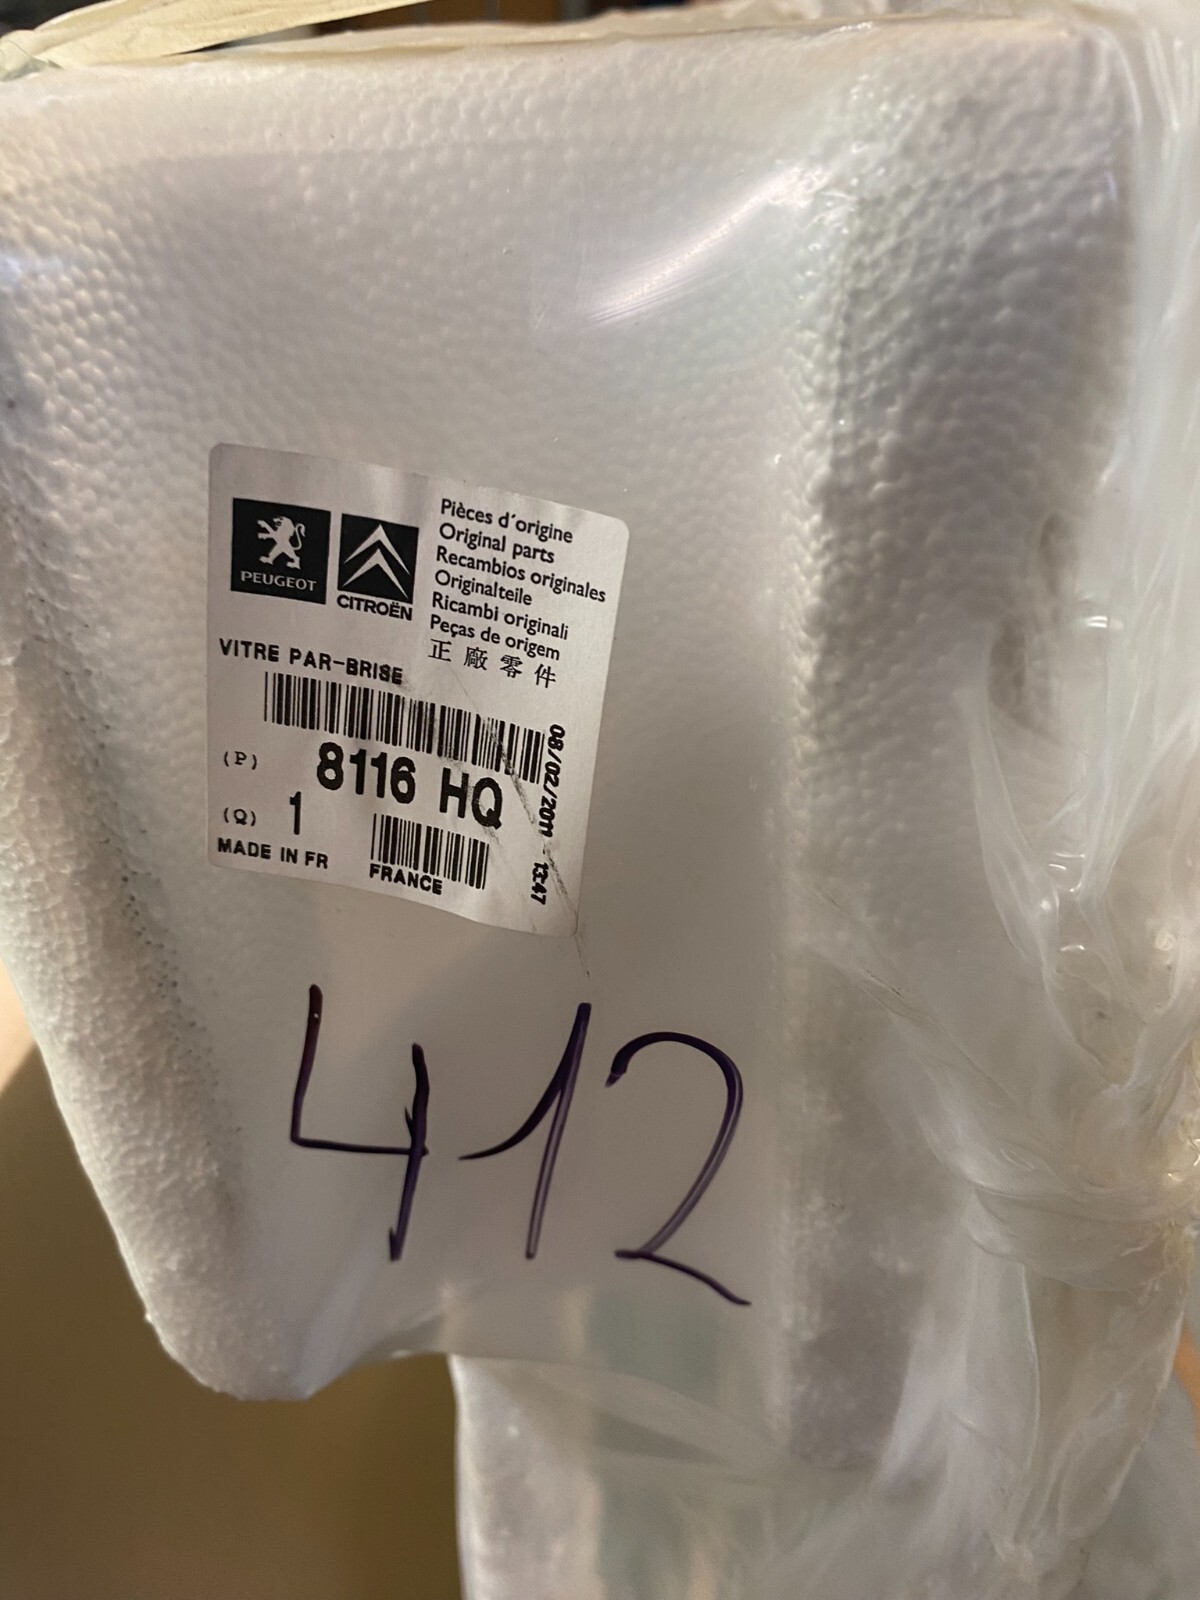 PEUGEOT
CITROËN
Pièces d'origine
Original parts
Recambios originales
Originalteile
Ricambi originali
Peças de origem
正廠零件
VITRE PAR-BRISE
(P) 8116 HQ
(Q) 1
MADE IN FR
FRANCE
08/02/2011 - 13:47
412